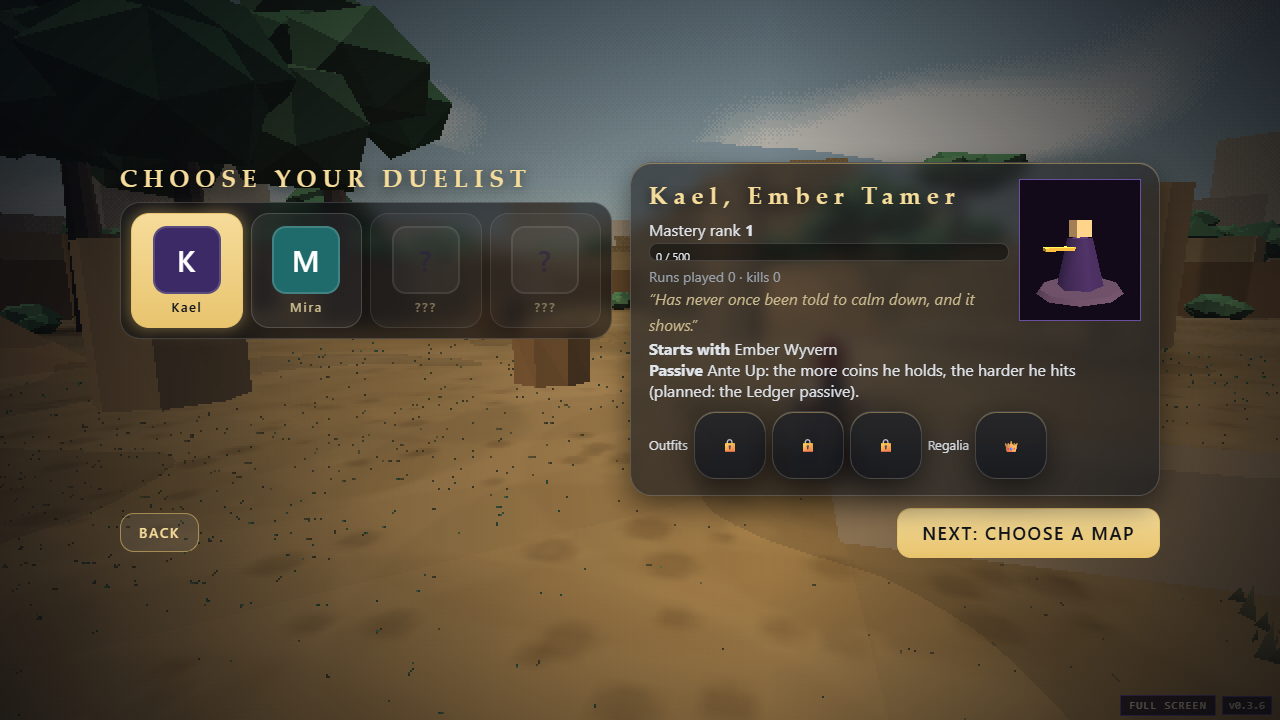 CHOOSE YOUR DUELIST
K
Kael
M
Mira
?
???
?
???
Kael, Ember Tamer
Mastery rank 1
0 / 500
Runs played 0 · kills 0
“Has never once been told to calm down, and it
shows.”
Starts with Ember Wyvern
Passive Ante Up: the more coins he holds, the harder he hits
(planned: the Ledger passive).
Outfits
Regalia
BACK
NEXT: CHOOSE A MAP
FULL SCREEN
v0.3.6